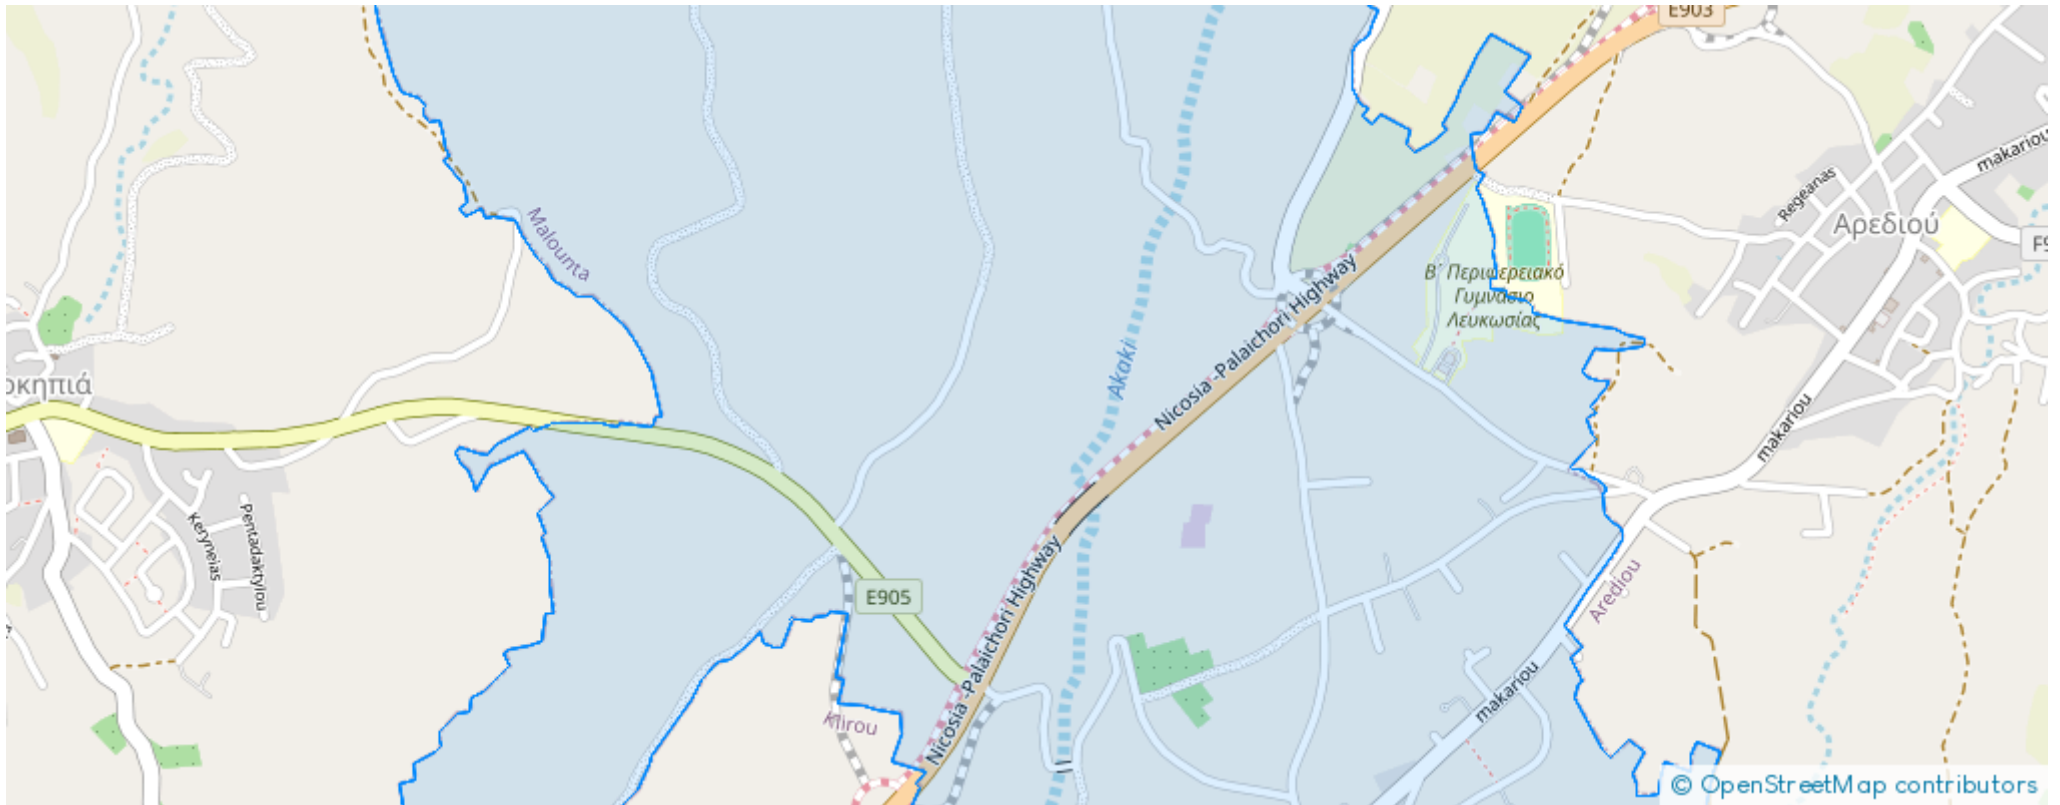 E903
makariou
Regeanas
Αρεδιού
F9
Malounta
Β΄ Περιφερειακό
Γυμνάσιο
Λευκωσίας
Nicosia -Palaichori Highway
Akaki
οκηπιά
makariou
Keryneias
Pentadaktylou
E905
Nicosia -Palaichori Highway
Arediou
makariou
Klirou
© OpenStreetMap contributors